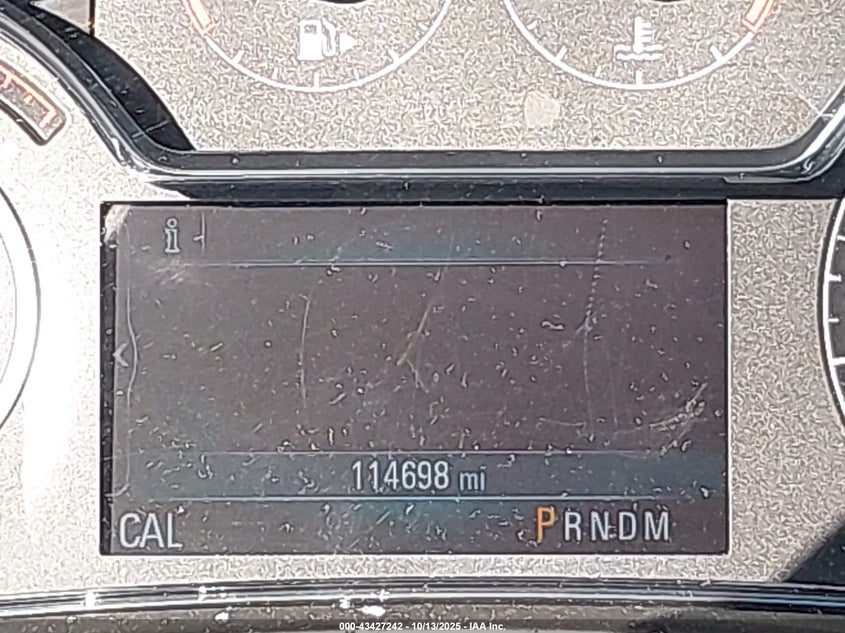 114698 mi
CAL PRNDM
000-43427242 - 10/13/2025 - IAA Inc.